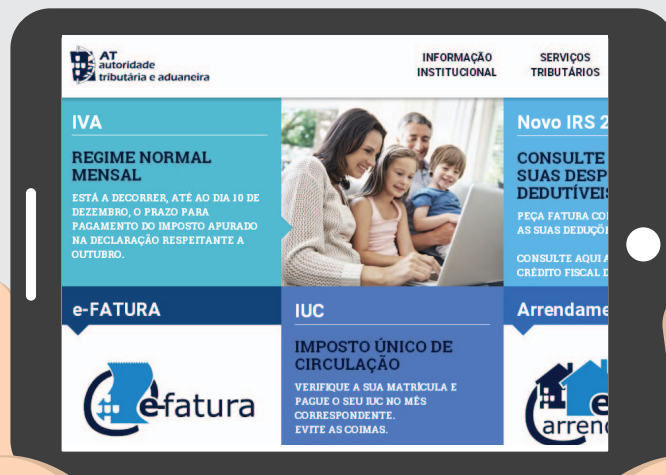 AT
autoridade
tributária e aduaneira
INFORMAÇÃO
INSTITUCIONAL
SERVIÇOS
TRIBUTÁRIOS
IVA
REGIME NORMAL
MENSAL
ESTÁ A DECORRER, ATÉ AO DIA 10 DE
DEZEMBRO, O PRAZO PARA
PAGAMENTO DO IMPOSTO APURADO
NA DECLARAÇÃO RESPEITANTE A
OUTUBRO.
Novo IRS 2
CONSULTE
SUAS DESP
DEDUTÍVEIS
PEÇA FATURA CO
AS SUAS DEDUÇÕ
CONSULTE AQUI A
CRÉDITO FISCAL D
e-FATURA
e-fatura
IUC
IMPOSTO ÚNICO DE
CIRCULAÇÃO
VERIFIQUE A SUA MATRÍCULA E
PAGUE O SEU IUC NO MÊS
CORRESPONDENTE.
EVITE AS COIMAS.
Arrendame
e
arrend